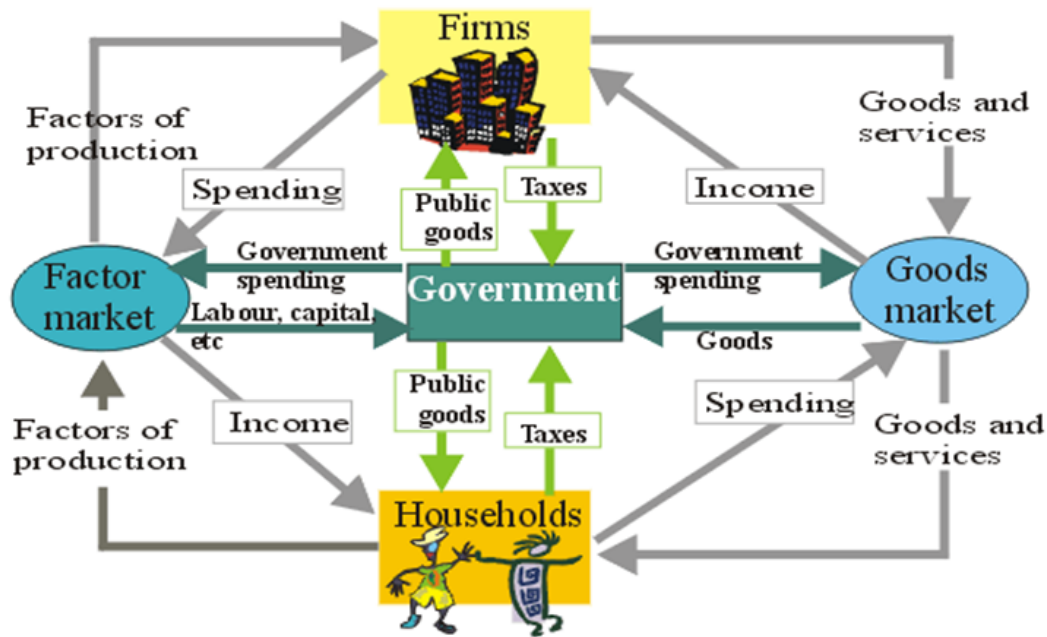 Firms
Factors of
production
Goods and
services
Spending
Income
Public
goods
Taxes
Government
spending
Government
spending
Factor
market
Government
Goods
market
Labour, capital,
etc
Goods
Public
goods
Taxes
Spending
Income
Factors of
production
Goods and
services
Households